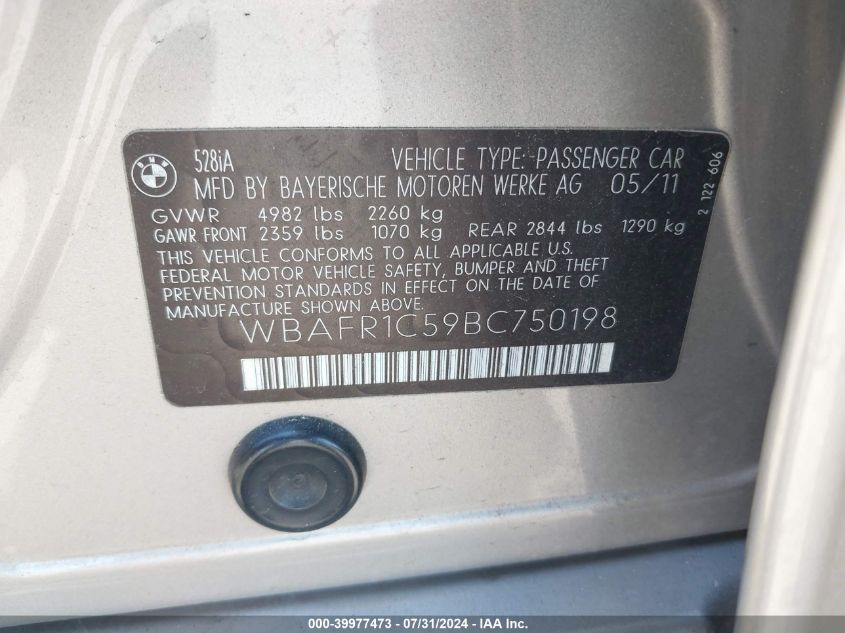 BMW
528iA VEHICLE TYPE: PASSENGER CAR
MFD BY BAYERISCHE MOTOREN WERKE AG 05/11
GVWR 4982 lbs 2260 kg
GAWR FRONT 2359 lbs 1070 kg REAR 2844 lbs 1290 kg
THIS VEHICLE CONFORMS TO ALL APPLICABLE U.S.
FEDERAL MOTOR VEHICLE SAFETY, BUMPER AND THEFT
PREVENTION STANDARDS IN EFFECT ON THE DATE OF
MANUFACTURE SHOWN ABOVE.
WBAFR1C59BC750198
2 122 606
000-39977473 - 07/31/2024 - IAA Inc.